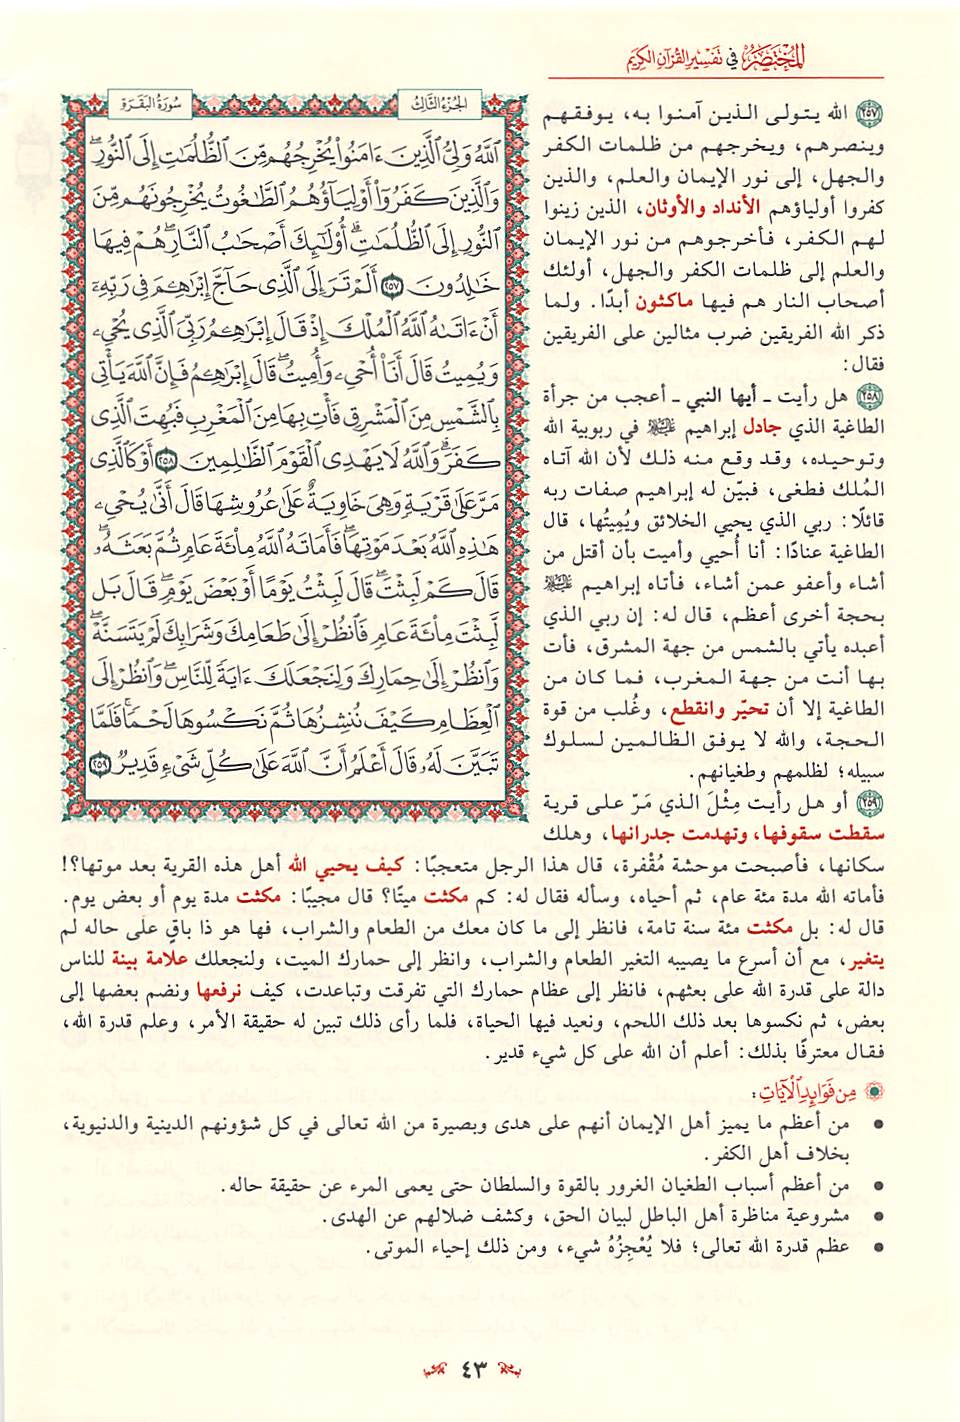 المختصر في تفسير القرآن الكريم
الجزء الثالث
سورة البقرة
ٱللَّهُ وَلِىُّ ٱلَّذِينَ ءَامَنُوا۟ يُخْرِجُهُم مِّنَ ٱلظُّلُمَٰتِ إِلَى ٱلنُّورِ ۖ
وَٱلَّذِينَ كَفَرُوٓا۟ أَوْلِيَآؤُهُمُ ٱلطَّٰغُوتُ يُخْرِجُونَهُم مِّنَ
ٱلنُّورِ إِلَى ٱلظُّلُمَٰتِ ۗ أُو۟لَٰٓئِكَ أَصْحَٰبُ ٱلنَّارِ ۖ هُمْ فِيهَا
خَٰلِدُونَ ٢٥٧ أَلَمْ تَرَ إِلَى ٱلَّذِى حَآجَّ إِبْرَٰهِۦمَ فِى رَبِّهِۦٓ
أَنْ ءَاتَىٰهُ ٱللَّهُ ٱلْمُلْكَ إِذْ قَالَ إِبْرَٰهِۦمُ رَبِّىَ ٱلَّذِى يُحْىِۦ
وَيُمِيتُ قَالَ أَنَا۠ أُحْىِۦ وَأُمِيتُ ۖ قَالَ إِبْرَٰهِۦمُ فَإِنَّ ٱللَّهَ يَأْتِى
بِٱلشَّمْسِ مِنَ ٱلْمَشْرِقِ فَأْتِ بِهَا مِنَ ٱلْمَغْرِبِ فَبُهِتَ ٱلَّذِى
كَفَرَ ۗ وَٱللَّهُ لَا يَهْدِى ٱلْقَوْمَ ٱلظَّٰلِمِينَ ٢٥٨ أَوْ كَٱلَّذِى
مَرَّ عَلَىٰ قَرْيَةٍ وَهِىَ خَاوِيَةٌ عَلَىٰ عُرُوشِهَا قَالَ أَنَّىٰ يُحْىِۦ
هَٰذِهِ ٱللَّهُ بَعْدَ مَوْتِهَا ۖ فَأَمَاتَهُ ٱللَّهُ مِا۟ئَةَ عَامٍ ثُمَّ بَعَثَهُۥ ۖ
قَالَ كَمْ لَبِثْتَ ۖ قَالَ لَبِثْتُ يَوْمًا أَوْ بَعْضَ يَوْمٍ ۖ قَالَ بَل
لَّبِثْتَ مِا۟ئَةَ عَامٍ فَٱنظُرْ إِلَىٰ طَعَامِكَ وَشَرَابِكَ لَمْ يَتَسَنَّهْ ۖ
وَٱنظُرْ إِلَىٰ حِمَارِكَ وَلِنَجْعَلَكَ ءَايَةً لِّلنَّاسِ ۖ وَٱنظُرْ إِلَى
ٱلْعِظَامِ كَيْفَ نُنشِزُهَا ثُمَّ نَكْسُوهَا لَحْمًا ۚ فَلَمَّا
تَبَيَّنَ لَهُۥ قَالَ أَعْلَمُ أَنَّ ٱللَّهَ عَلَىٰ كُلِّ شَىْءٍ قَدِيرٌ ٢٥٩
٢٥٧ الله يتولى الذين آمنوا به، يوفقهم
وينصرهم، ويخرجهم من ظلمات الكفر
والجهل، إلى نور الإيمان والعلم، والذين
كفروا أولياؤهم الأنداد والأوثان، الذين زينوا
لهم الكفر، فأخرجوهم من نور الإيمان
والعلم إلى ظلمات الكفر والجهل، أولئك
أصحاب النار هم فيها ماكثون أبدًا. ولما
ذكر الله الفريقين ضرب مثالين على الفريقين
فقال:
٢٥٨ هل رأيت ـ أيها النبي ـ أعجب من جرأة
الطاغية الذي جادل إبراهيم ﷺ في ربوبية الله
وتوحيده، وقد وقع منه ذلك لأن الله آتاه
المُلك فطغى، فبيّن له إبراهيم صفات ربه
قائلًا: ربي الذي يحيي الخلائق ويُمِيتُها، قال
الطاغية عنادًا: أنا أُحيي وأميت بأن أقتل من
أشاء وأعفو عمن أشاء، فأتاه إبراهيم ﷺ
بحجة أخرى أعظم، قال له: إن ربي الذي
أعبده يأتي بالشمس من جهة المشرق، فأت
بها أنت من جهة المغرب، فما كان من
الطاغية إلا أن تحيّر وانقطع، وغُلب من قوة
الحجة، والله لا يوفق الظالمين لسلوك
سبيله؛ لظلمهم وطغيانهم.
٢٥٩ أو هل رأيت مِثْلَ الذي مَرّ على قرية
سقطت سقوفها، وتهدمت جدرانها، وهلك
سكانها، فأصبحت موحشة مُقْفرة، قال هذا الرجل متعجبًا: كيف يحيي الله أهل هذه القرية بعد موتها؟!
فأماته الله مدة مئة عام، ثم أحياه، وسأله فقال له: كم مكثت ميتًا؟ قال مجيبًا: مكثت مدة يوم أو بعض يوم.
قال له: بل مكثت مئة سنة تامة، فانظر إلى ما كان معك من الطعام والشراب، فها هو ذا باقٍ على حاله لم
يتغير، مع أن أسرع ما يصيبه التغير الطعام والشراب، وانظر إلى حمارك الميت، ولنجعلك علامة بينة للناس
دالة على قدرة الله على بعثهم، فانظر إلى عظام حمارك التي تفرقت وتباعدت، كيف نرفعها ونضم بعضها إلى
بعض، ثم نكسوها بعد ذلك اللحم، ونعيد فيها الحياة، فلما رأى ذلك تبين له حقيقة الأمر، وعلم قدرة الله،
فقال معترفًا بذلك: أعلم أن الله على كل شيء قدير.
مِن فَوَائِدِ الآيَاتِ:
• من أعظم ما يميز أهل الإيمان أنهم على هدى وبصيرة من الله تعالى في كل شؤونهم الدينية والدنيوية،
بخلاف أهل الكفر.
• من أعظم أسباب الطغيان الغرور بالقوة والسلطان حتى يعمى المرء عن حقيقة حاله.
• مشروعية مناظرة أهل الباطل لبيان الحق، وكشف ضلالهم عن الهدى.
• عظم قدرة الله تعالى؛ فلا يُعْجِزُهُ شيء، ومن ذلك إحياء الموتى.
٤٣